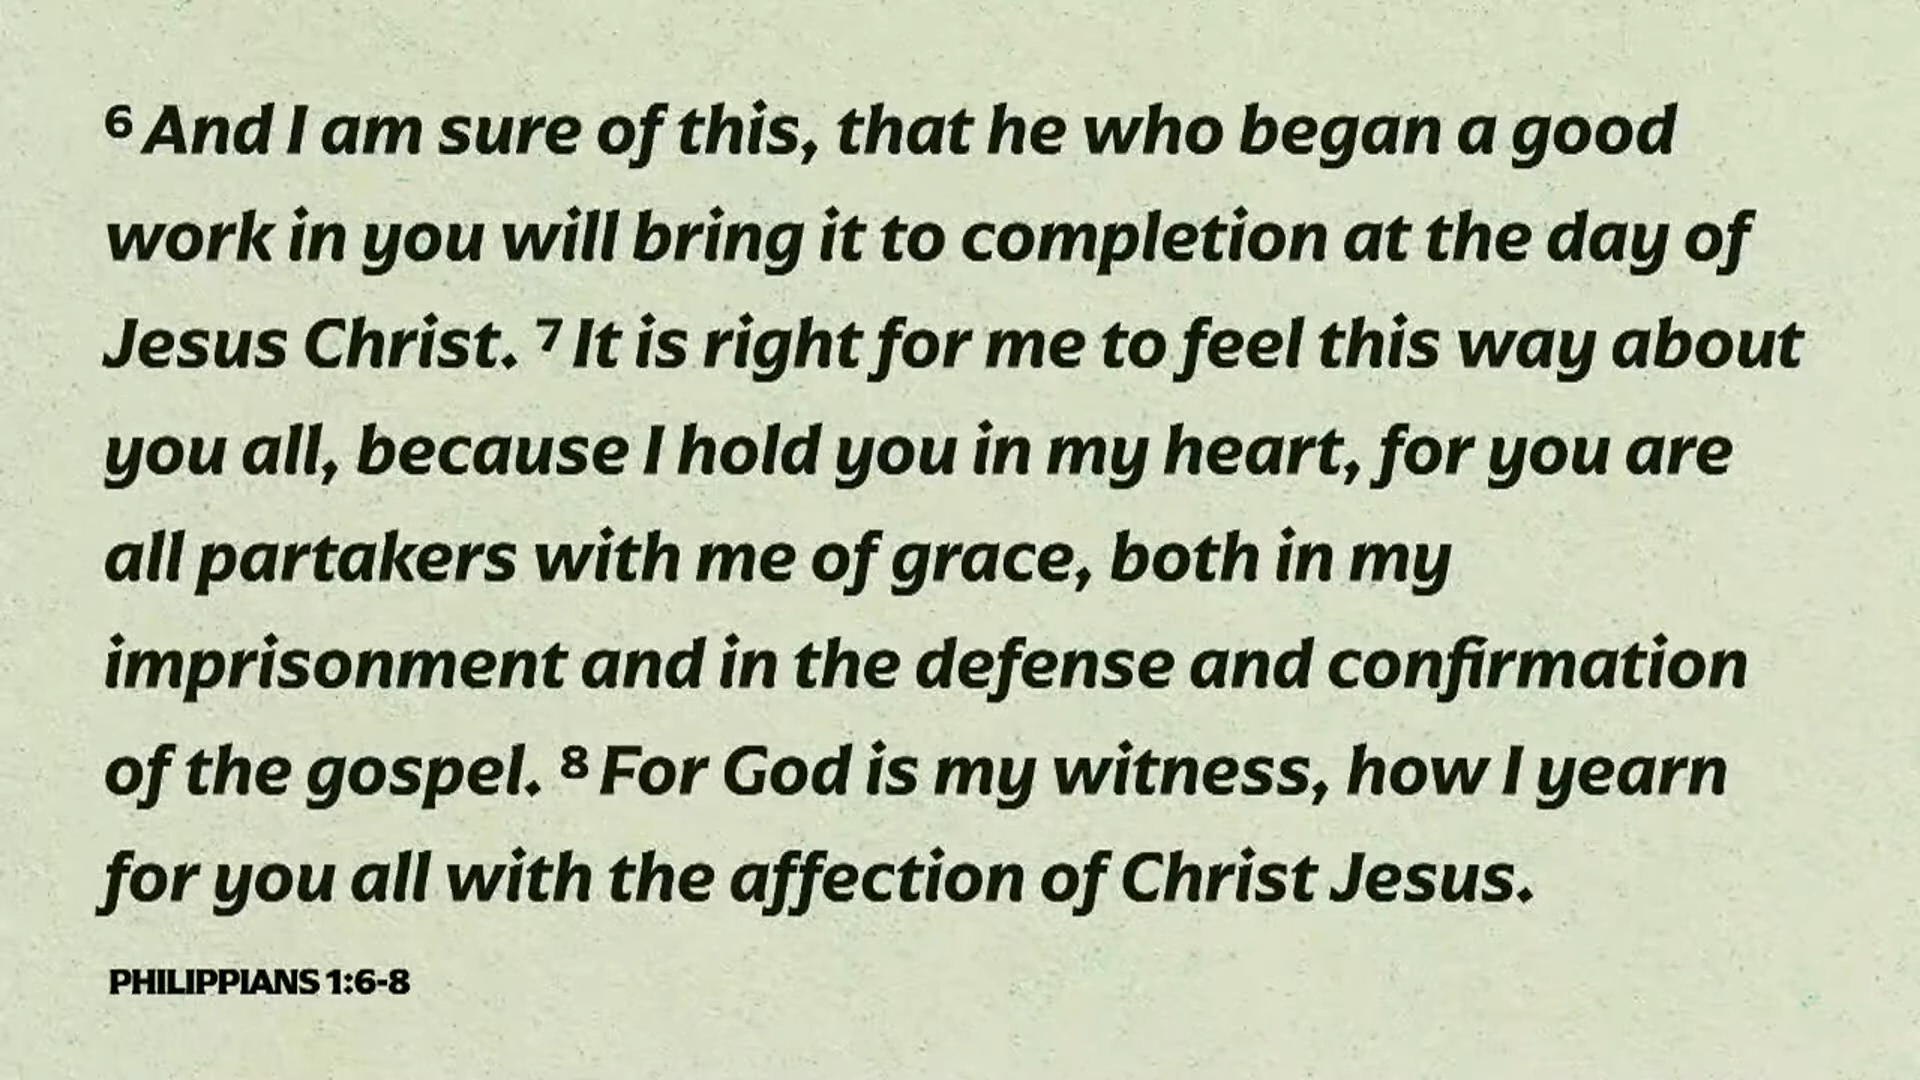 6 And I am sure of this, that he who began a good
work in you will bring it to completion at the day of
Jesus Christ. 7 It is right for me to feel this way about
you all, because I hold you in my heart, for you are
all partakers with me of grace, both in my
imprisonment and in the defense and confirmation
of the gospel. 8 For God is my witness, how I yearn
for you all with the affection of Christ Jesus.
PHILIPPIANS 1:6-8